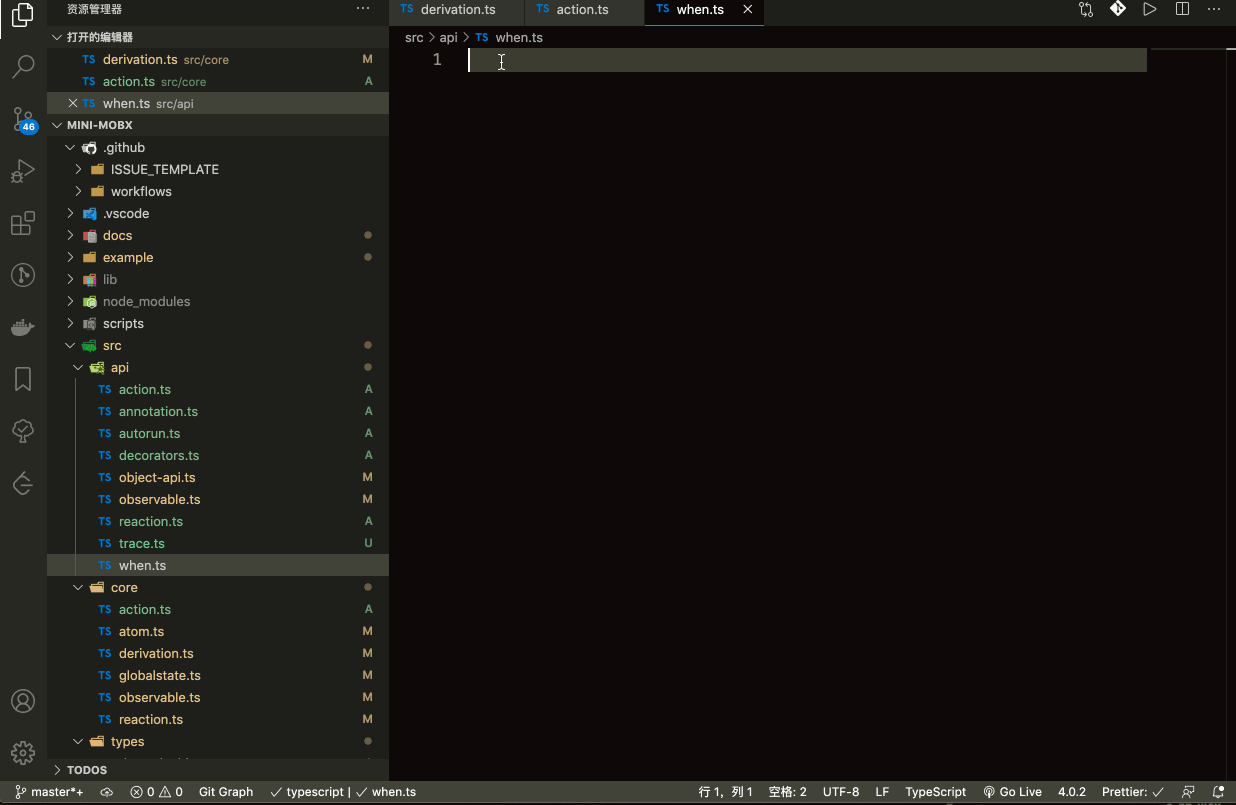 资源管理器 ···
打开的编辑器
TS derivation.ts src/core M
TS action.ts src/core A
TS when.ts src/api
MINI-MOBX
.github
ISSUE_TEMPLATE
workflows
.vscode
docs
example
lib
node_modules
scripts
src
api
TS action.ts A
TS annotation.ts A
TS autorun.ts A
TS decorators.ts A
TS object-api.ts M
TS observable.ts M
TS reaction.ts A
TS trace.ts U
TS when.ts
core
TS action.ts A
TS atom.ts M
TS derivation.ts M
TS globalstate.ts M
TS observable.ts M
TS reaction.ts M
types
TODOS
46
TS derivation.ts TS action.ts TS when.ts
src > api > TS when.ts
1
master*+ 0 0 Git Graph typescript | when.ts 行 1，列 1 空格: 2 UTF-8 LF TypeScript Go Live 4.0.2 Prettier: